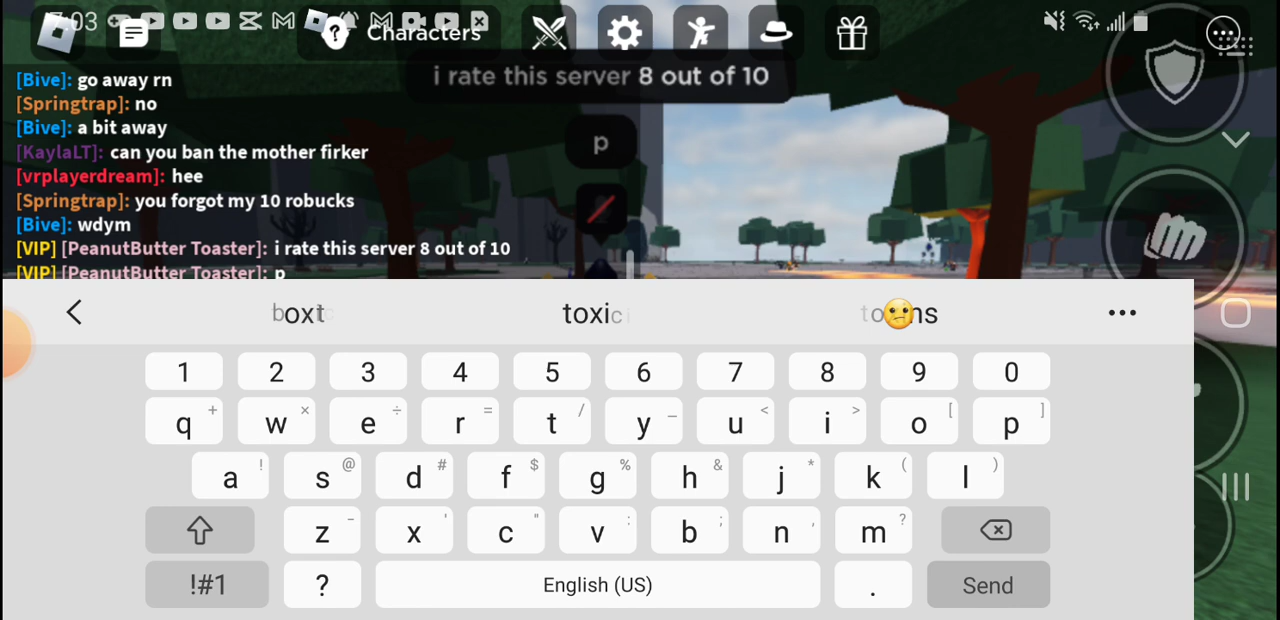 7:03
Characters
i rate this server 8 out of 10
p
[Bive]: go away rn
[Springtrap]: no
[Bive]: a bit away
[KaylaLT]: can you ban the mother firker
[vrplayerdream]: hee
[Springtrap]: you forgot my 10 robucks
[Bive]: wdym
[VIP] [PeanutButter Toaster]: i rate this server 8 out of 10
[VIP] [PeanutButter Toaster]: p
toxic
1 2 3 4 5 6 7 8 9 0
q + w × e ÷ r = t / y _ u < i > o [ p ]
a ! s @ d # f $ g % h & j * k ( l )
z - x ' c " v : b ; n , m ?
!#1 ? English (US) . Send